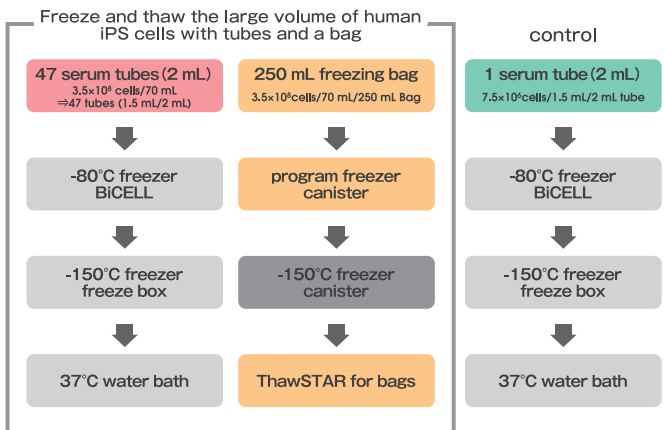 Freeze and thaw the large volume of human
iPS cells with tubes and a bag
control
47 serum tubes (2 mL)
3.5×10⁸ cells/70 mL
⇒47 tubes (1.5 mL/2 mL)
250 mL freezing bag
3.5×10⁸cells/70 mL/250 mL Bag
1 serum tube (2 mL)
7.5×10⁶cells/1.5 mL/2 mL tube
-80℃ freezer
BiCELL
program freezer
canister
-80℃ freezer
BiCELL
-150℃ freezer
freeze box
-150℃ freezer
canister
-150℃ freezer
freeze box
37℃ water bath
ThawSTAR for bags
37℃ water bath